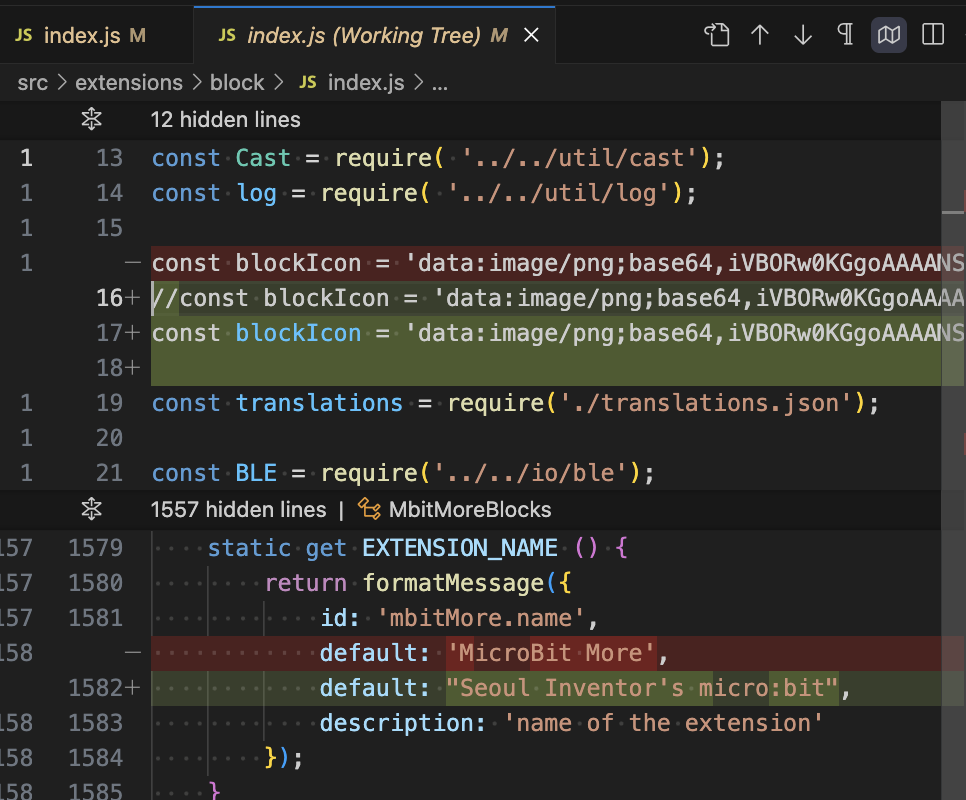 JS index.js M JS index.js (Working Tree) M
src > extensions > block > JS index.js > ...
12 hidden lines
1 13 const Cast = require( '../../util/cast');
1 14 const log = require( '../../util/log');
1 15
1 − const blockIcon = 'data:image/png;base64,iVBORw0KGgoAAAANS
16+ //const blockIcon = 'data:image/png;base64,iVBORw0KGgoAAA
17+ const blockIcon = 'data:image/png;base64,iVBORw0KGgoAAAANS
18+
1 19 const translations = require('./translations.json');
1 20
1 21 const BLE = require('../../io/ble');
1557 hidden lines | MbitMoreBlocks
157 1579 static get EXTENSION_NAME () {
157 1580 return formatMessage({
157 1581 id: 'mbitMore.name',
158 − default: 'MicroBit More',
1582+ default: "Seoul Inventor's micro:bit",
158 1583 description: 'name of the extension'
158 1584 });
158 1585 }